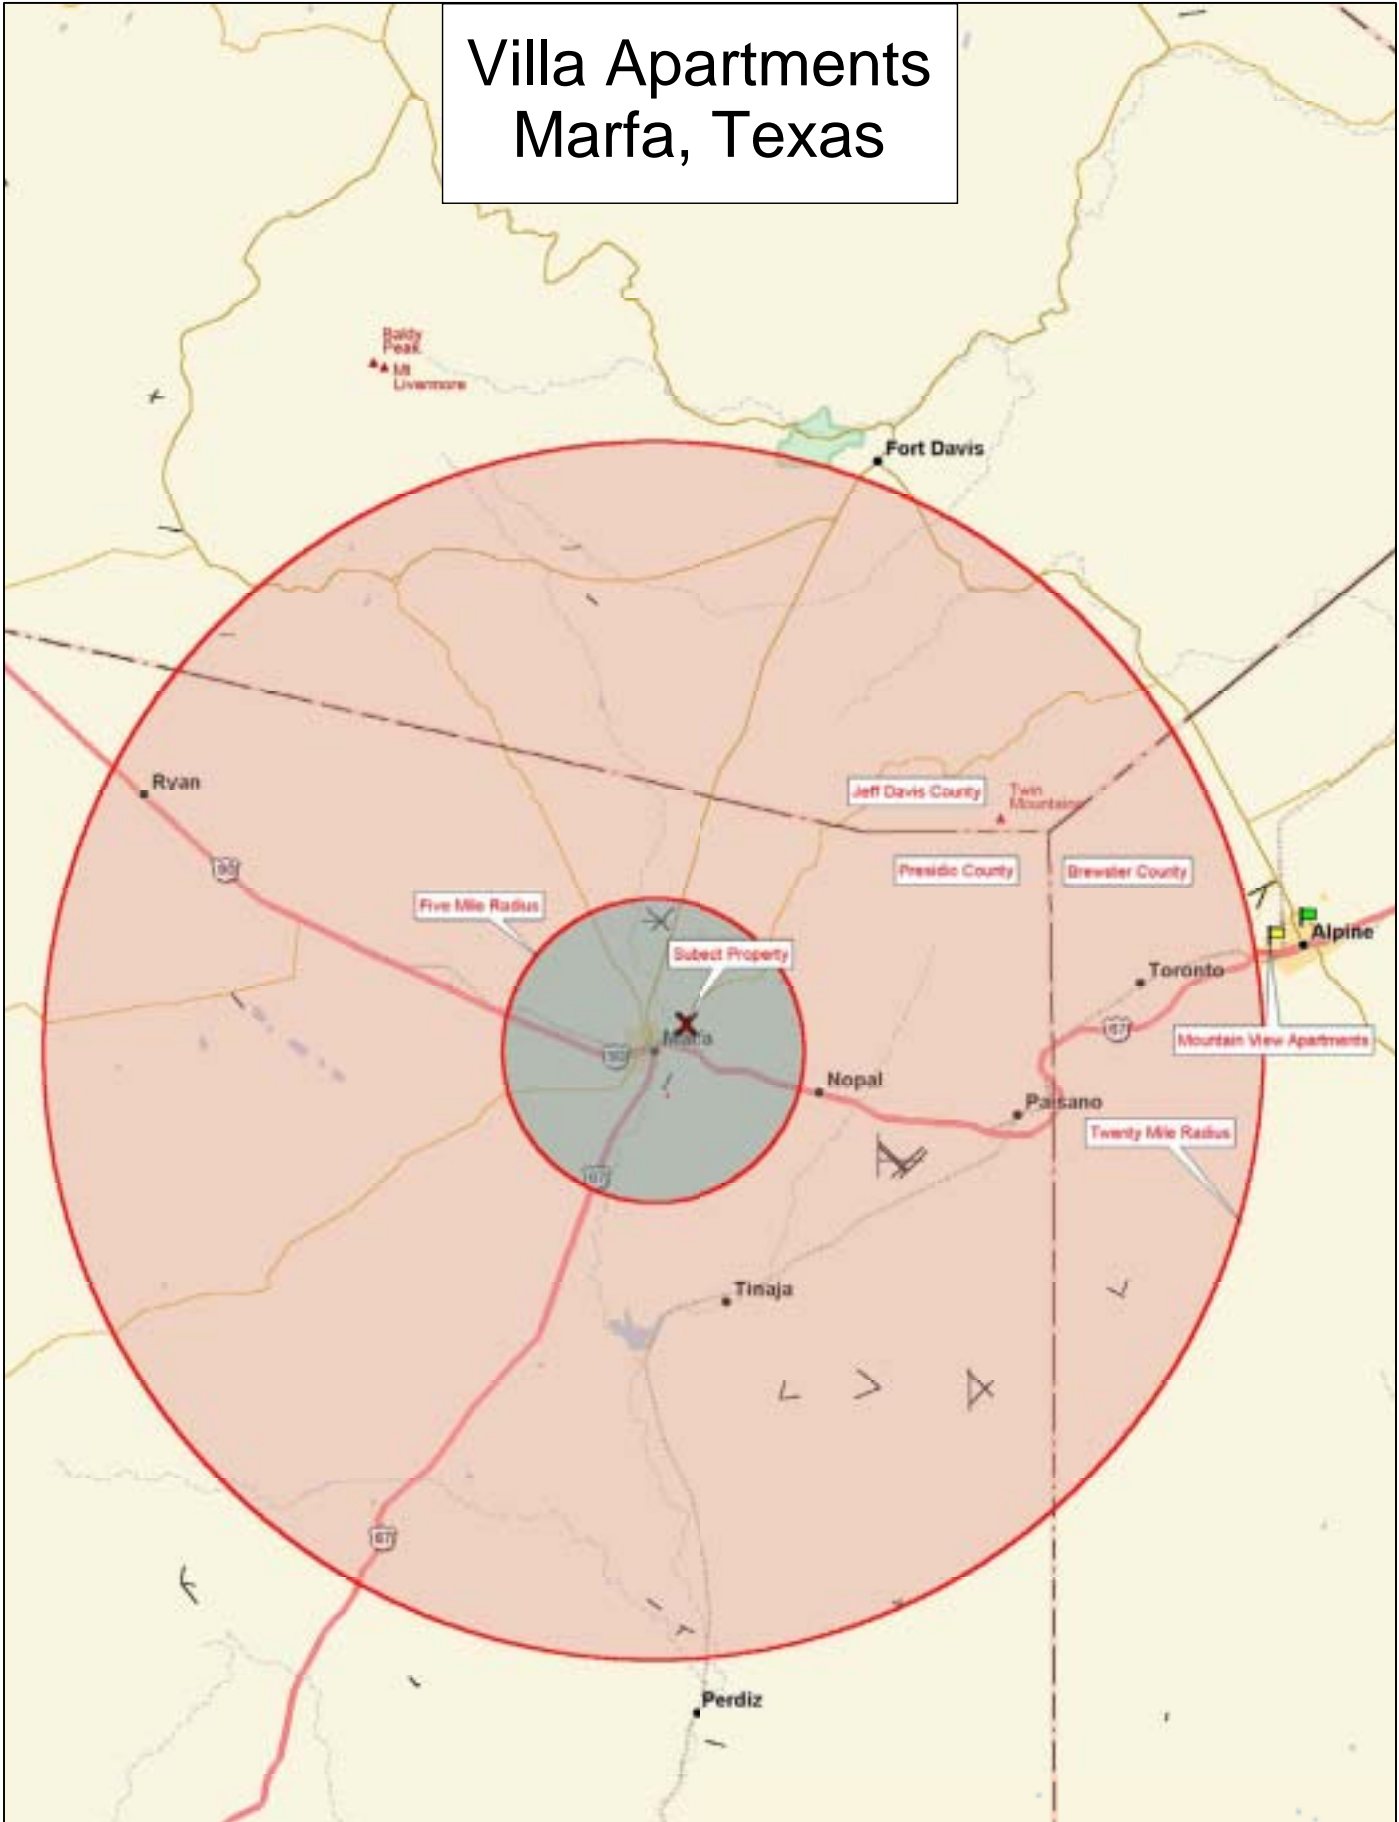 Villa Apartments
Marfa, Texas
Baldy
Peak
Mt
Livermore
Fort Davis
Ryan
Jeff Davis County
Twin
Mountains
Presidio County
Brewster County
90
Five Mile Radius
Subect Property
Alpine
Toronto
67
Marfa
90
Mountain View Apartments
Nopal
Paisano
Twenty Mile Radius
67
Tinaja
67
Perdiz